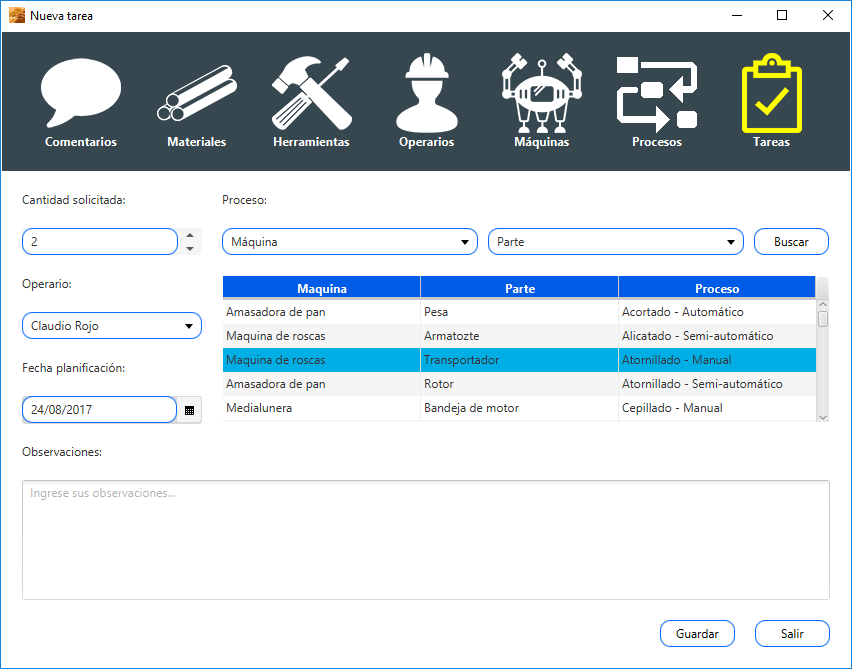 Nueva tarea
Comentarios Materiales Herramientas Operarios Máquinas Procesos Tareas
Cantidad solicitada: Proceso:
2 Máquina Parte Buscar
Operario:
Maquina Parte Proceso
Amasadora de pan Pesa Acortado - Automático
Claudio Rojo
Maquina de roscas Armatozte Alicatado - Semi-automático
Maquina de roscas Transportador Atornillado - Manual
Fecha planificación:
Amasadora de pan Rotor Atornillado - Semi-automático
24/08/2017
Medialunera Bandeja de motor Cepillado - Manual
Observaciones:
Ingrese sus observaciones...
Guardar Salir